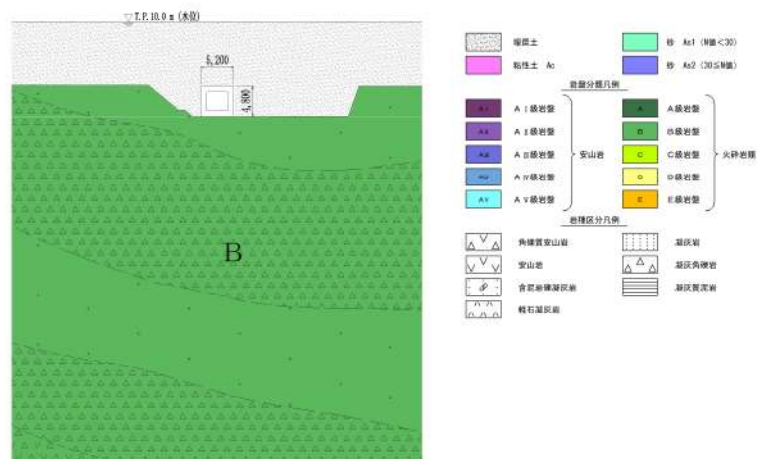 T.P.10.0 m (水位)
5,200
4,800
B
埋戻土
砂 As1 (N値<30)
粘性土 Ac
砂 As2 (30≦N値)
岩盤分類凡例
AⅠ AⅠ級岩盤
A A級岩盤
AⅡ AⅡ級岩盤
B B級岩盤
AⅢ AⅢ級岩盤
安山岩
C C級岩盤
火砕岩類
AⅣ AⅣ級岩盤
D D級岩盤
AⅤ AⅤ級岩盤
E E級岩盤
岩種区分凡例
角礫質安山岩
凝灰岩
安山岩
凝灰角礫岩
含泥岩礫凝灰岩
凝灰質泥岩
軽石凝灰岩